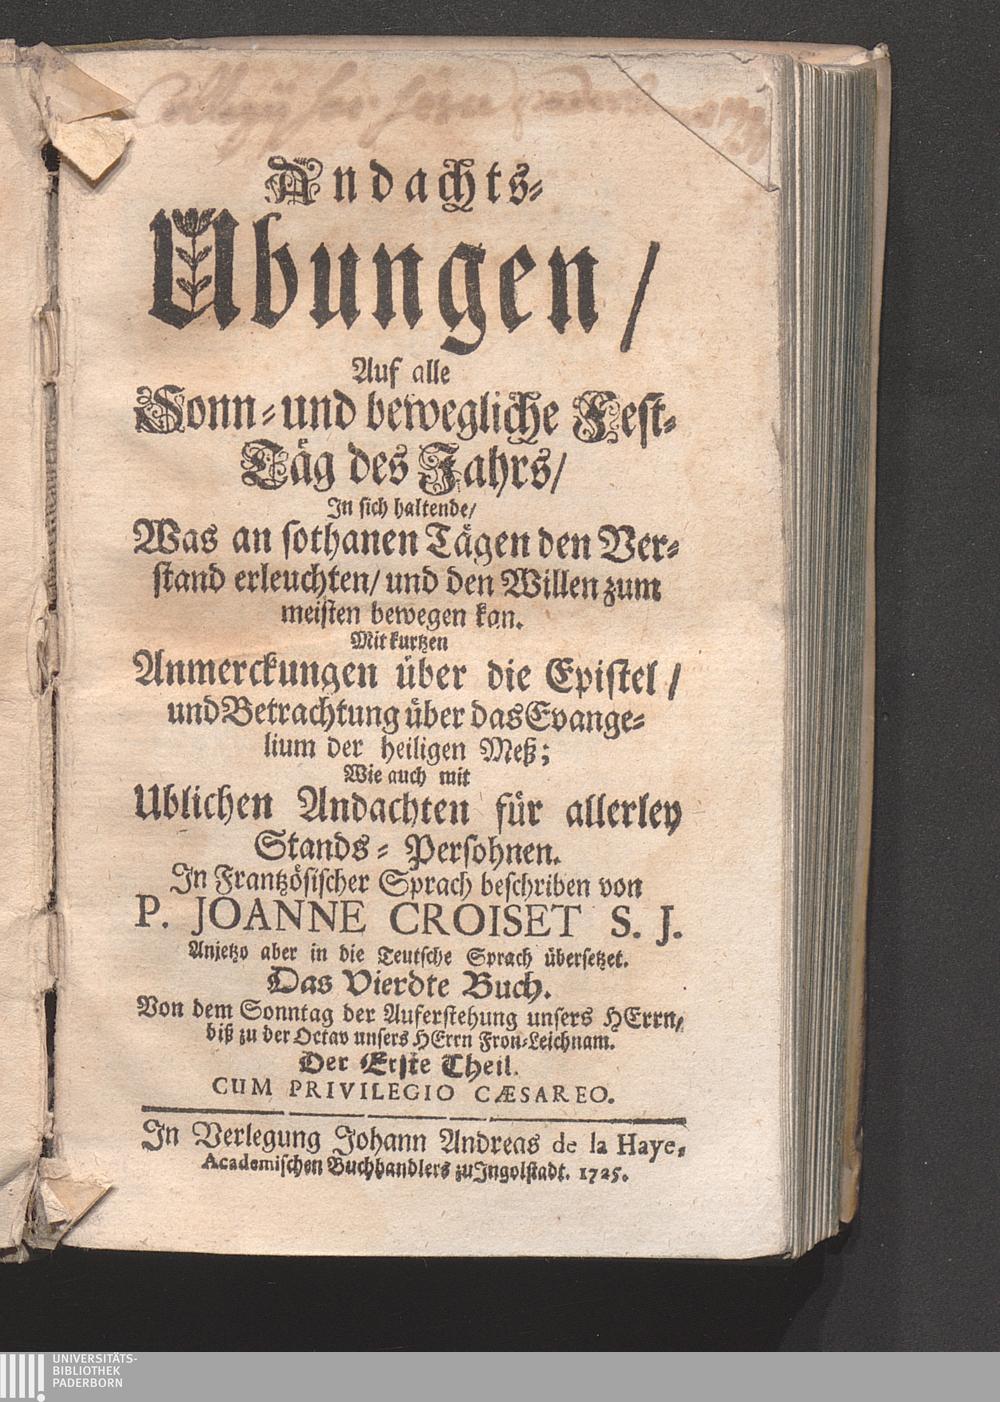 Collegij Soc:
Andachts-
Ubungen/
Auf alle
Sonn- und bewegliche Fest-
Täg des Jahrs/
In sich haltende/
Was an sothanen Tägen den Ver-
stand erleuchten/ und den Willen zum
meisten bewegen kan.
Mit kurtzen
Anmerckungen über die Epistel/
und Betrachtung über das Evange-
lium der heiligen Meß;
Wie auch mit
Ublichen Andachten für allerley
Stands- Persohnen.
In Frantzösischer Sprach beschriben von
P. JOANNE CROISET S. J.
Anjetzo aber in die Teutsche Sprach übersetzet.
Das Vierdte Buch.
Von dem Sonntag der Auferstehung unsers HErrn/
biß zu der Octav unsers HErrn Fron-Leichnam.
Der Erste Theil.
CUM PRIVILEGIO CÆSAREO.
In Verlegung Johann Andreas de la Haye,
Academischen Buchhandlers zu Ingolstadt. 1725.
UNIVERSITÄTS-
BIBLIOTHEK
PADERBORN